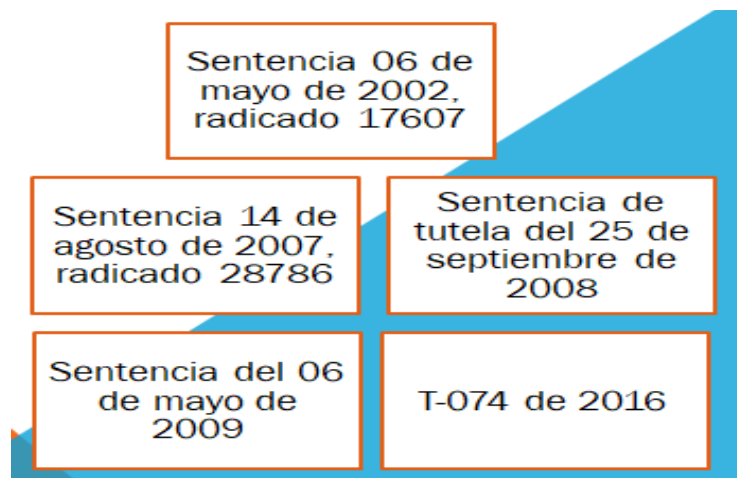 Sentencia 06 de
mayo de 2002,
radicado 17607
Sentencia 14 de
agosto de 2007,
radicado 28786
Sentencia de
tutela del 25 de
septiembre de
2008
Sentencia del 06
de mayo de
2009
T-074 de 2016